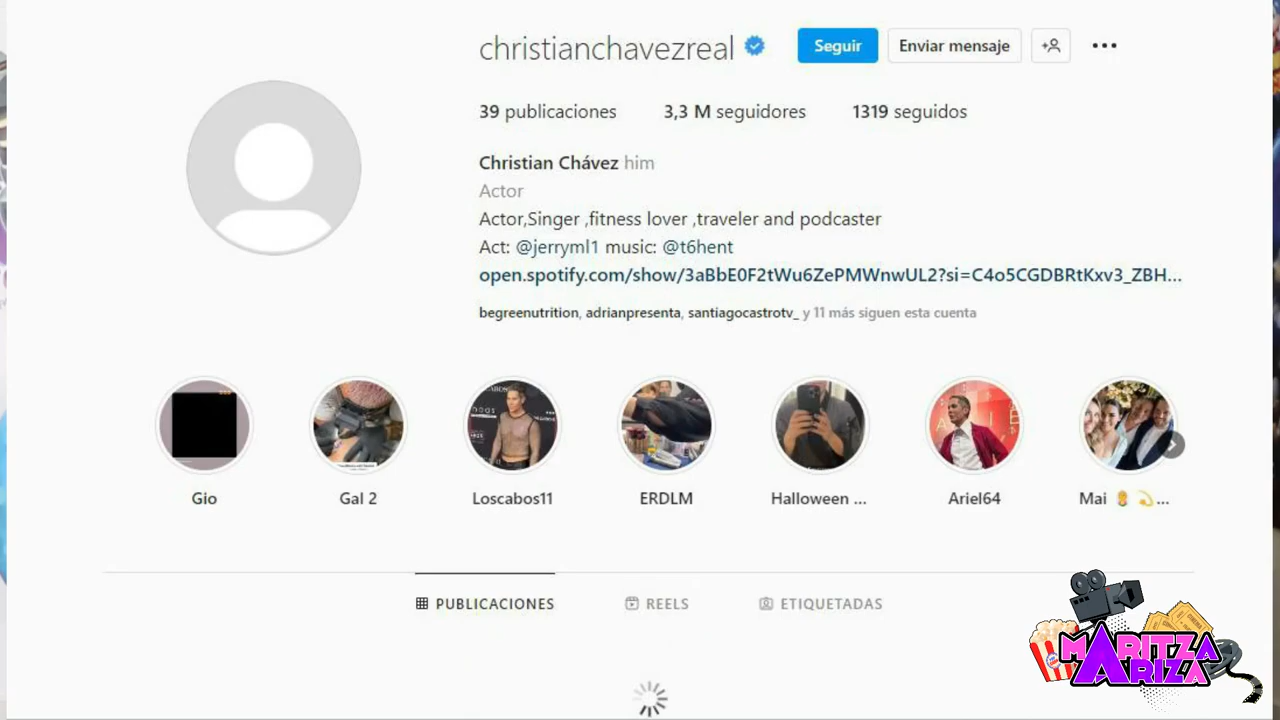 christianchavezreal
Seguir
Enviar mensaje
39 publicaciones
3,3 M seguidores
1319 seguidos
Christian Chávez him
Actor
Actor,Singer ,fitness lover ,traveler and podcaster
Act: @jerryml1 music: @t6hent
open.spotify.com/show/3aBbE0F2tWu6ZePMWnwUL2?si=C4o5CGDBRtKxv3_ZBH...
begreenutrition, adrianpresenta, santiagocastrotv_ y 11 más siguen esta cuenta
Gio
Gal 2
Loscabos11
ERDLM
Halloween ...
Ariel64
Mai 👩‍🦰 💫...
PUBLICACIONES
REELS
ETIQUETADAS
MARITZA
ARIZA